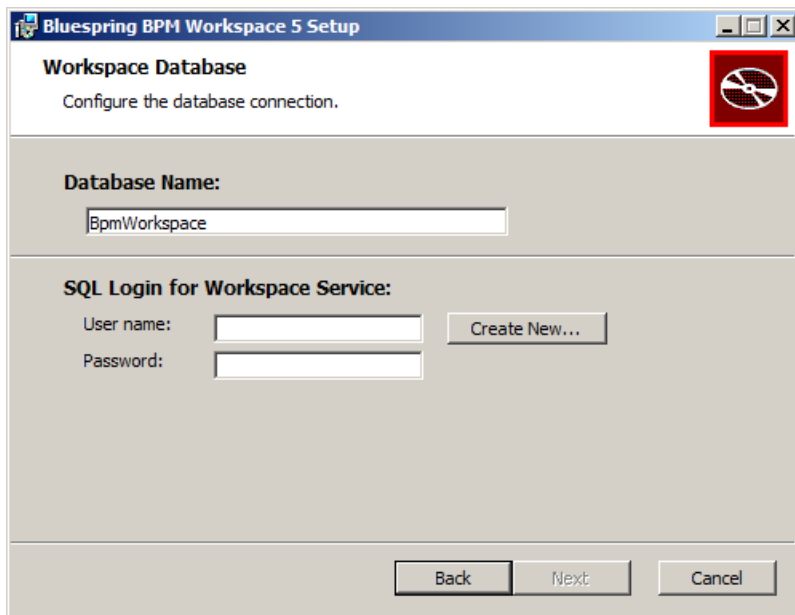 Bluespring BPM Workspace 5 Setup
Workspace Database
Configure the database connection.
Database Name:
BpmWorkspace
SQL Login for Workspace Service:
User name:
Create New...
Password:
Back Next Cancel